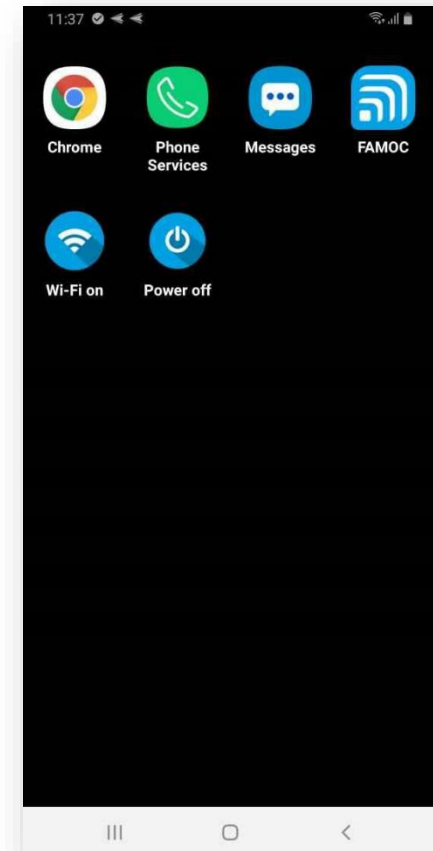 11:37
Chrome
Phone
Services
Messages
FAMOC
Wi-Fi on
Power off